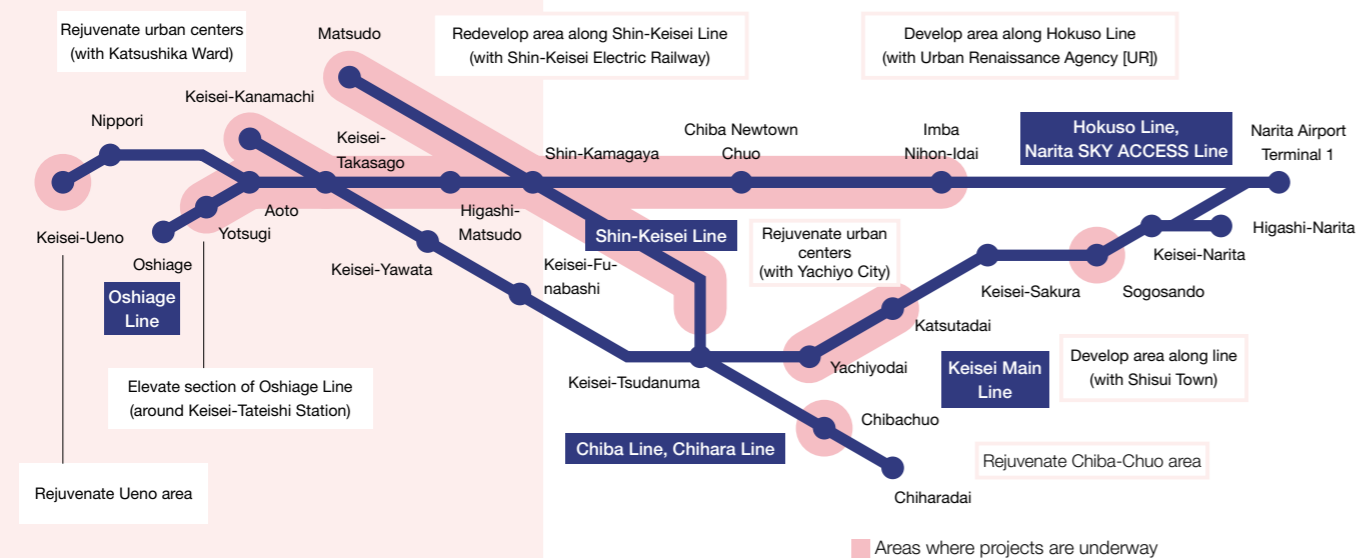 Rejuvenate urban centers
(with Katsushika Ward)
Matsudo
Redevelop area along Shin-Keisei Line
(with Shin-Keisei Electric Railway)
Develop area along Hokuso Line
(with Urban Renaissance Agency [UR])
Keisei-Kanamachi
Nippori
Keisei-
Takasago
Shin-Kamagaya
Chiba Newtown
Chuo
Imba
Nihon-Idai
Hokuso Line,
Narita SKY ACCESS Line
Narita Airport
Terminal 1
Keisei-Ueno
Yotsugi
Aoto
Higashi-
Matsudo
Shin-Keisei Line
Rejuvenate urban
centers
(with Yachiyo City)
Higashi-Narita
Keisei-Narita
Oshiage
Keisei-Yawata
Keisei-Fu-
nabashi
Keisei-Sakura
Sogosando
Oshiage
Line
Katsutadai
Elevate section of Oshiage Line
(around Keisei-Tateishi Station)
Keisei-Tsudanuma
Yachiyodai
Keisei Main
Line
Develop area along line
(with Shisui Town)
Chibachuo
Chiba Line, Chihara Line
Rejuvenate Chiba-Chuo area
Rejuvenate Ueno area
Chiharadai
Areas where projects are underway